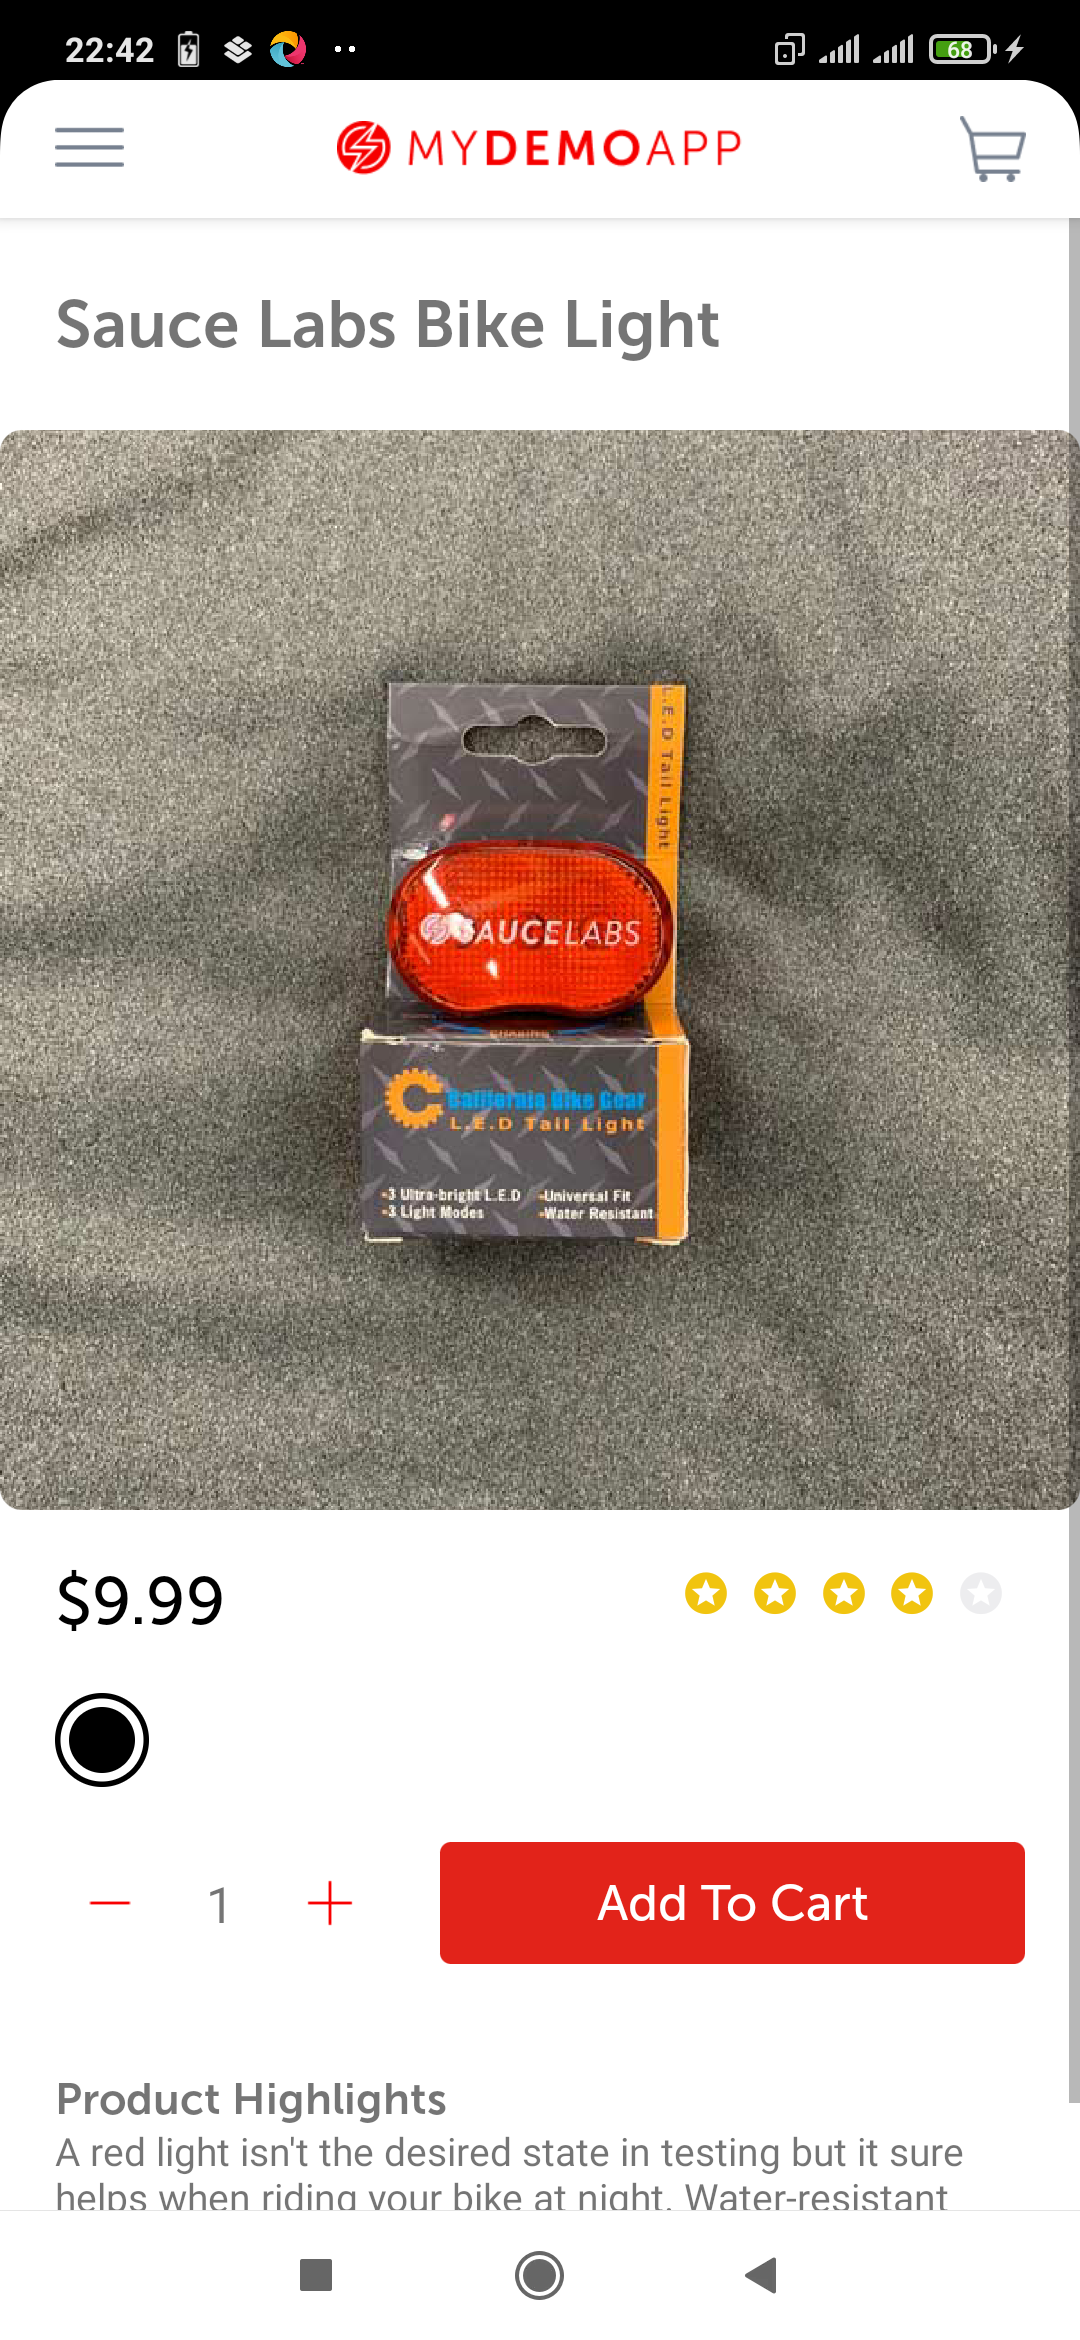 22:42
68
MYDEMOAPP
Sauce Labs Bike Light
L.E.D Tail Light
SAUCELABS
California Bike Gear
L.E.D Tail Light
-3 Ultra-bright L.E.D -Universal Fit
-3 Light Modes -Water Resistant
$9.99
1
Add To Cart
Product Highlights
A red light isn't the desired state in testing but it sure
helps when riding your bike at night. Water-resistant